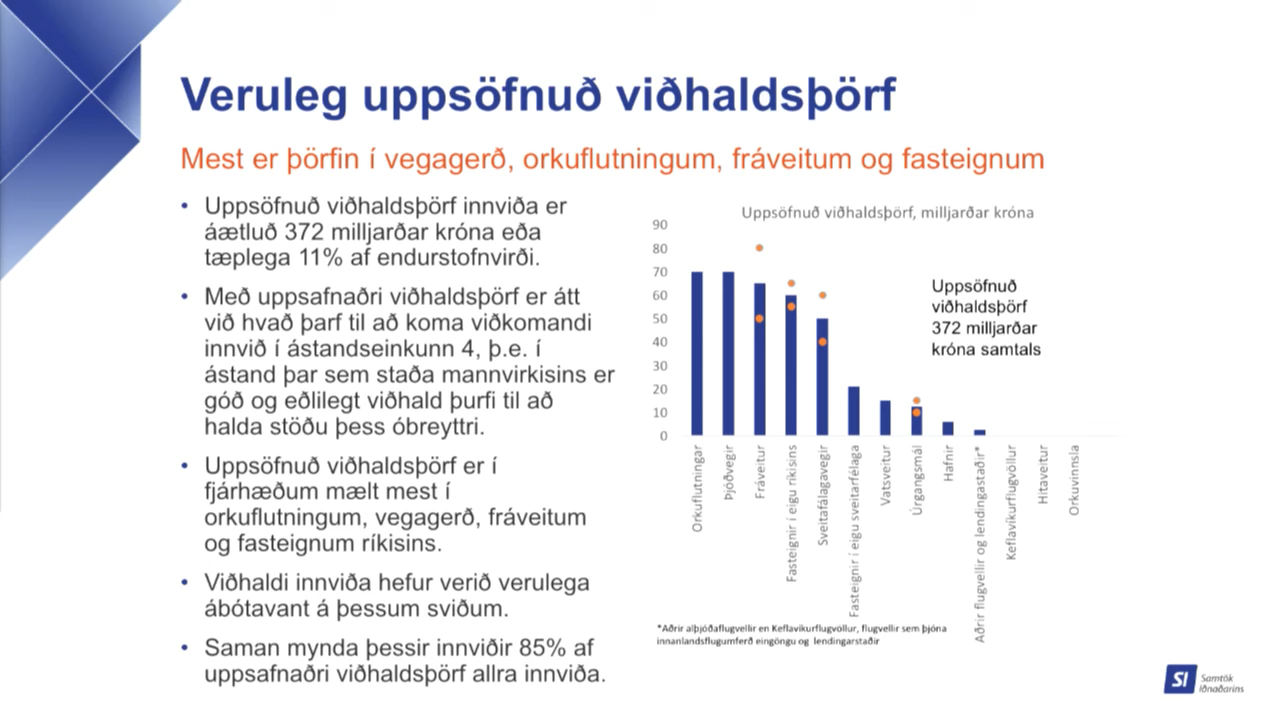 Veruleg uppsöfnuð viðhaldsþörf
Mest er þörfin í vegagerð, orkuflutningum, fráveitum og fasteignum
• Uppsöfnuð viðhaldsþörf innviða er
áætluð 372 milljarðar króna eða
tæplega 11% af endurstofnvirði.
• Með uppsafnaðri viðhaldsþörf er átt
við hvað þarf til að koma viðkomandi
innvið í ástandseinkunn 4, þ.e. í
ástand þar sem staða mannvirkisins er
góð og eðlilegt viðhald þurfi til að
halda stöðu þess óbreyttri.
• Uppsöfnuð viðhaldsþörf er í
fjárhæðum mælt mest í
orkuflutningum, vegagerð, fráveitum
og fasteignum ríkisins.
• Viðhaldi innviða hefur verið verulega
ábótavant á þessum sviðum.
• Saman mynda þessir innviðir 85% af
uppsafnaðri viðhaldsþörf allra innviða.
Uppsöfnuð viðhaldsþörf, milljarðar króna
90
80
70
60
50
40
30
20
10
0
Uppsöfnuð
viðhaldsþörf
372 milljarðar
króna samtals
Orkuflutningar
Þjóðvegir
Fráveitur
Fasteignir í eigu ríkisins
Sveitafálagavegir
Fasteignir í eigu sveitarfélaga
Vatsveitur
Úrgangsmál
Hafnir
Aðrir flugvellir og lendingastaðir*
Keflavíkurflugvöllur
Hitaveitur
Orkuvinnsla
*Aðrir alþjóðaflugvellir en Keflavíkurflugvöllur, flugvellir sem þjóna
innanlandsflugumferð eingöngu og lendingarstaðir
SI
Samtök
iðnaðarins